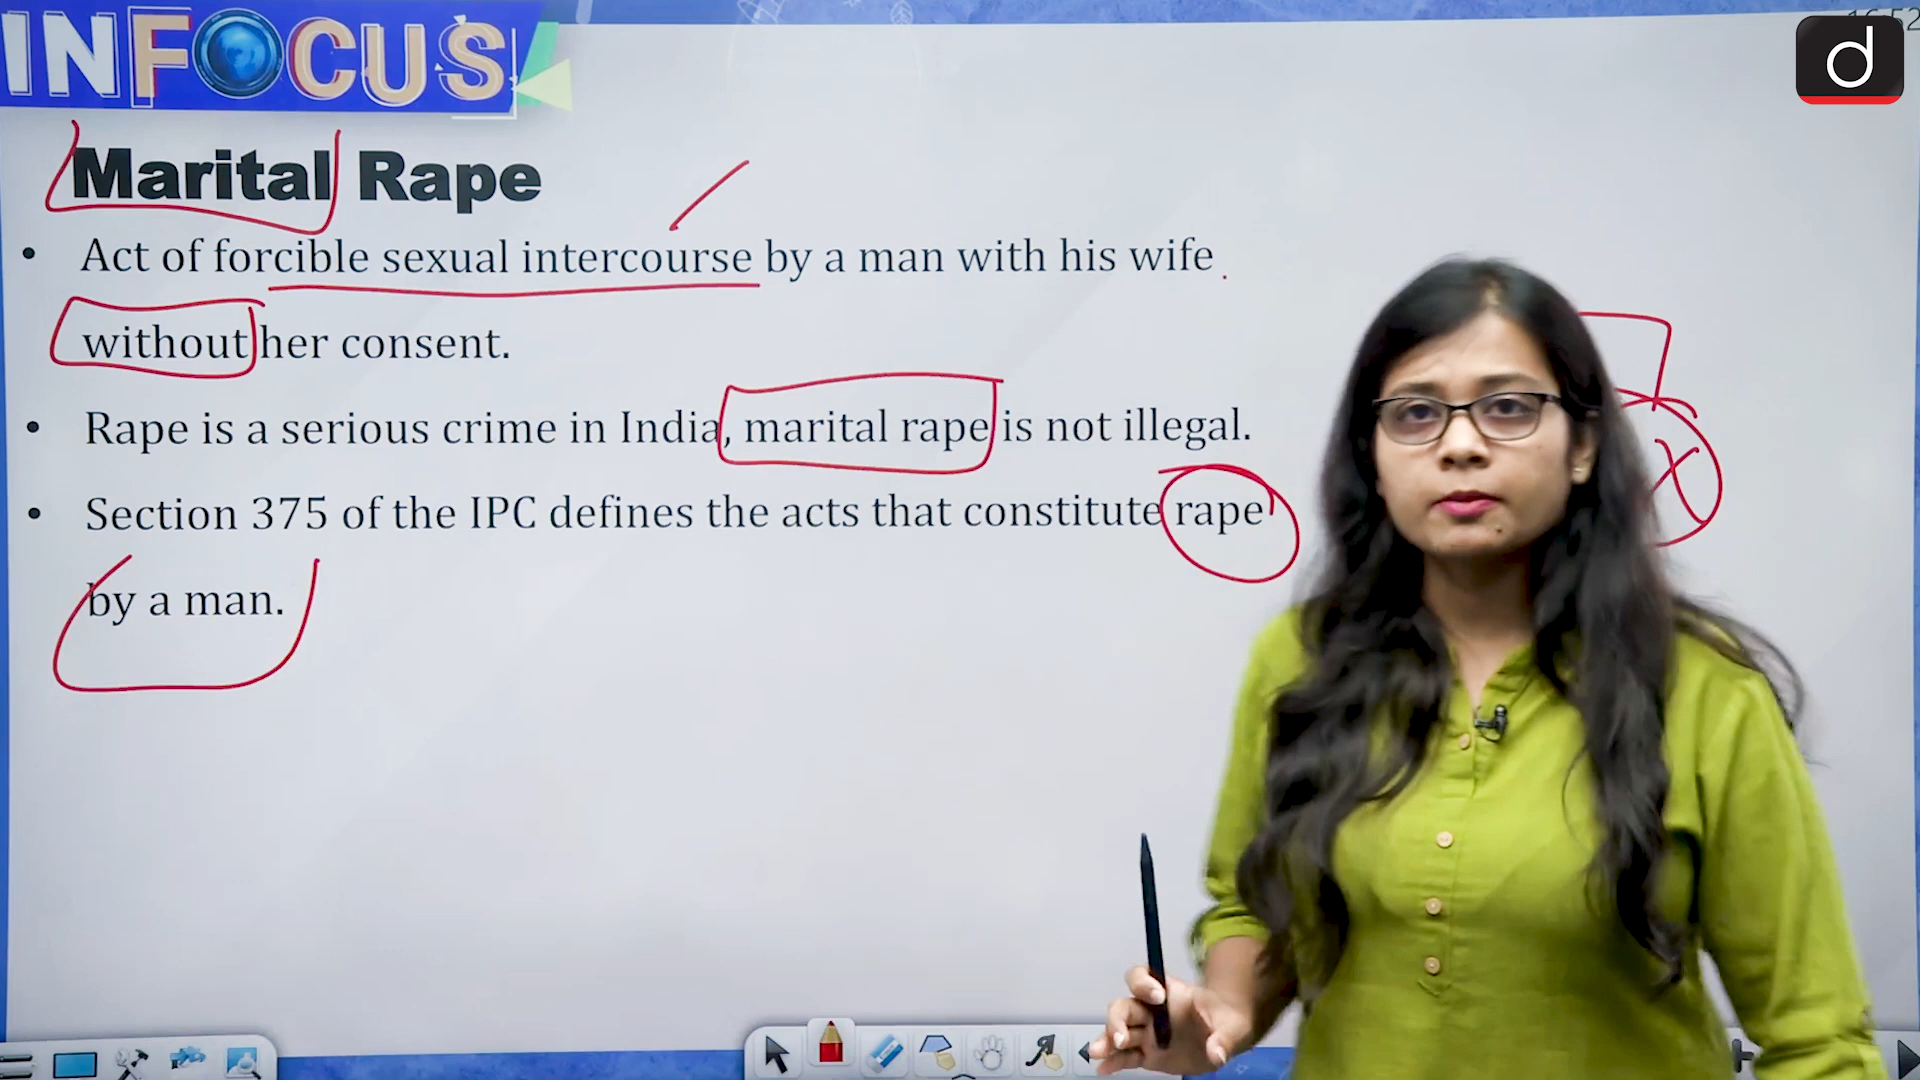 INFOCUS
d
Marital Rape
• Act of forcible sexual intercourse by a man with his wife
without her consent.
• Rape is a serious crime in India, marital rape is not illegal.
• Section 375 of the IPC defines the acts that constitute rape
by a man.